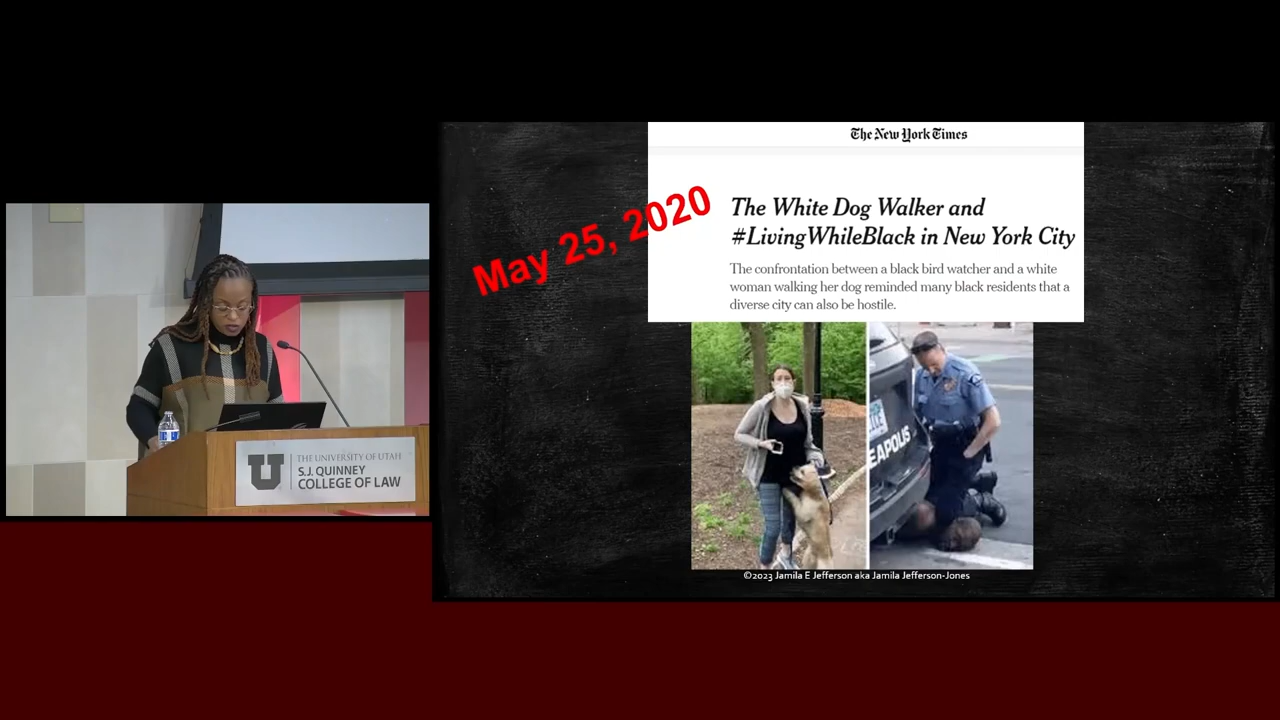 The New York Times
May 25, 2020
The White Dog Walker and
#LivingWhileBlack in New York City
The confrontation between a black bird watcher and a white
woman walking her dog reminded many black residents that a
diverse city can also be hostile.
EAPOLIS
©2023 Jamila E Jefferson aka Jamila Jefferson-Jones
U
THE UNIVERSITY OF UTAH
S.J. QUINNEY
COLLEGE OF LAW